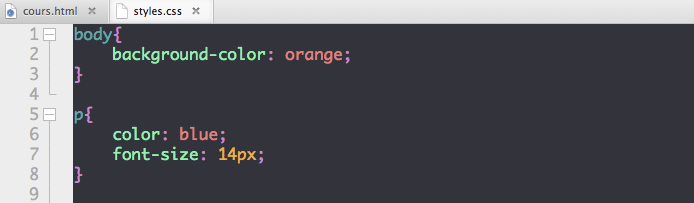 cours.html × styles.css ×
1 body{
2 background-color: orange;
3 }
4
5 p{
6 color: blue;
7 font-size: 14px;
8 }
9